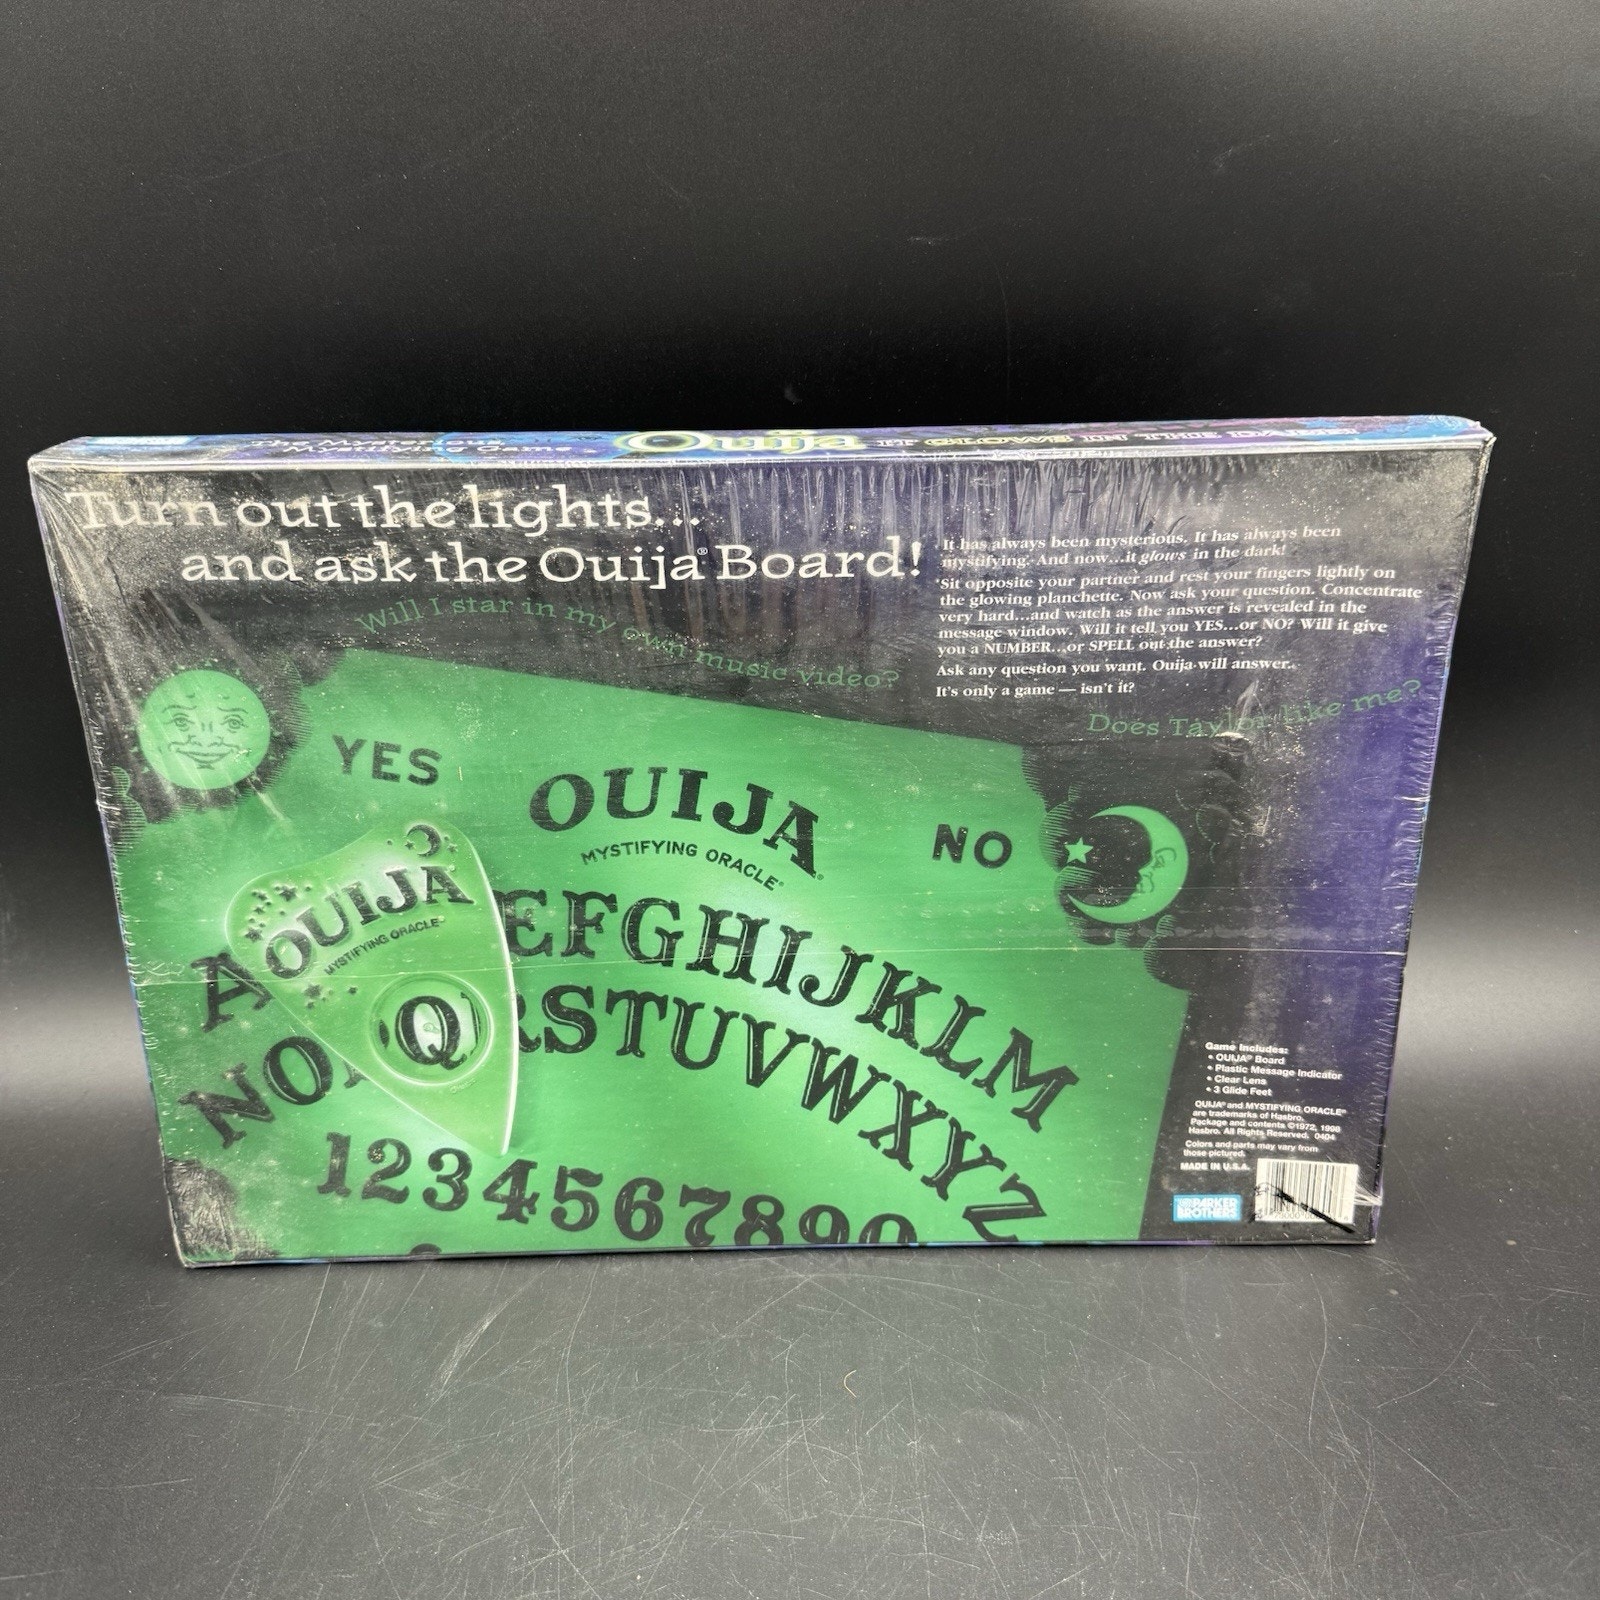 The Mysterious
Mystifying Game
Ouija IT GLOWS IN THE DARK!
Turn out the lights...
and ask the Ouija® Board!
It has always been mysterious. It has always been
mystifying. And now...it glows in the dark!
Sit opposite your partner and rest your fingers lightly on
the glowing planchette. Now ask your question. Concentrate
very hard...and watch as the answer is revealed in the
message window. Will it tell you YES...or NO? Will it give
you a NUMBER...or SPELL out the answer?
Ask any question you want. Ouija will answer.
It's only a game — isn't it?
Will I star in my own music video?
Does Taylor like me?
YES
OUIJA®
NO
MYSTIFYING ORACLE®
OUIJA
MYSTIFYING ORACLE®
A EFGHIJKLM
NO Q RSTUVWXYZ
1234567890
Game Includes:
• OUIJA® Board
• Plastic Message Indicator
• Clear Lens
• 3 Glide Feet
OUIJA® and MYSTIFYING ORACLE®
are trademarks of Hasbro.
Package and contents ©1972, 1998
Hasbro. All Rights Reserved. 0404
Colors and parts may vary from
those pictured.
MADE IN U.S.A.
PARKER
BROTHERS